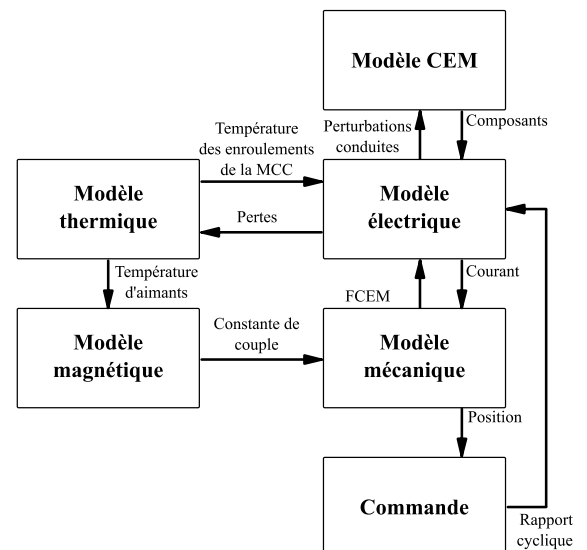 Modèle CEM
Température
des enroulements
de la MCC
Perturbations
conduites
Composants
Modèle
thermique
Modèle
électrique
Pertes
Température
d'aimants
FCEM
Courant
Modèle
magnétique
Constante de
couple
Modèle
mécanique
Position
Commande
Rapport
cyclique